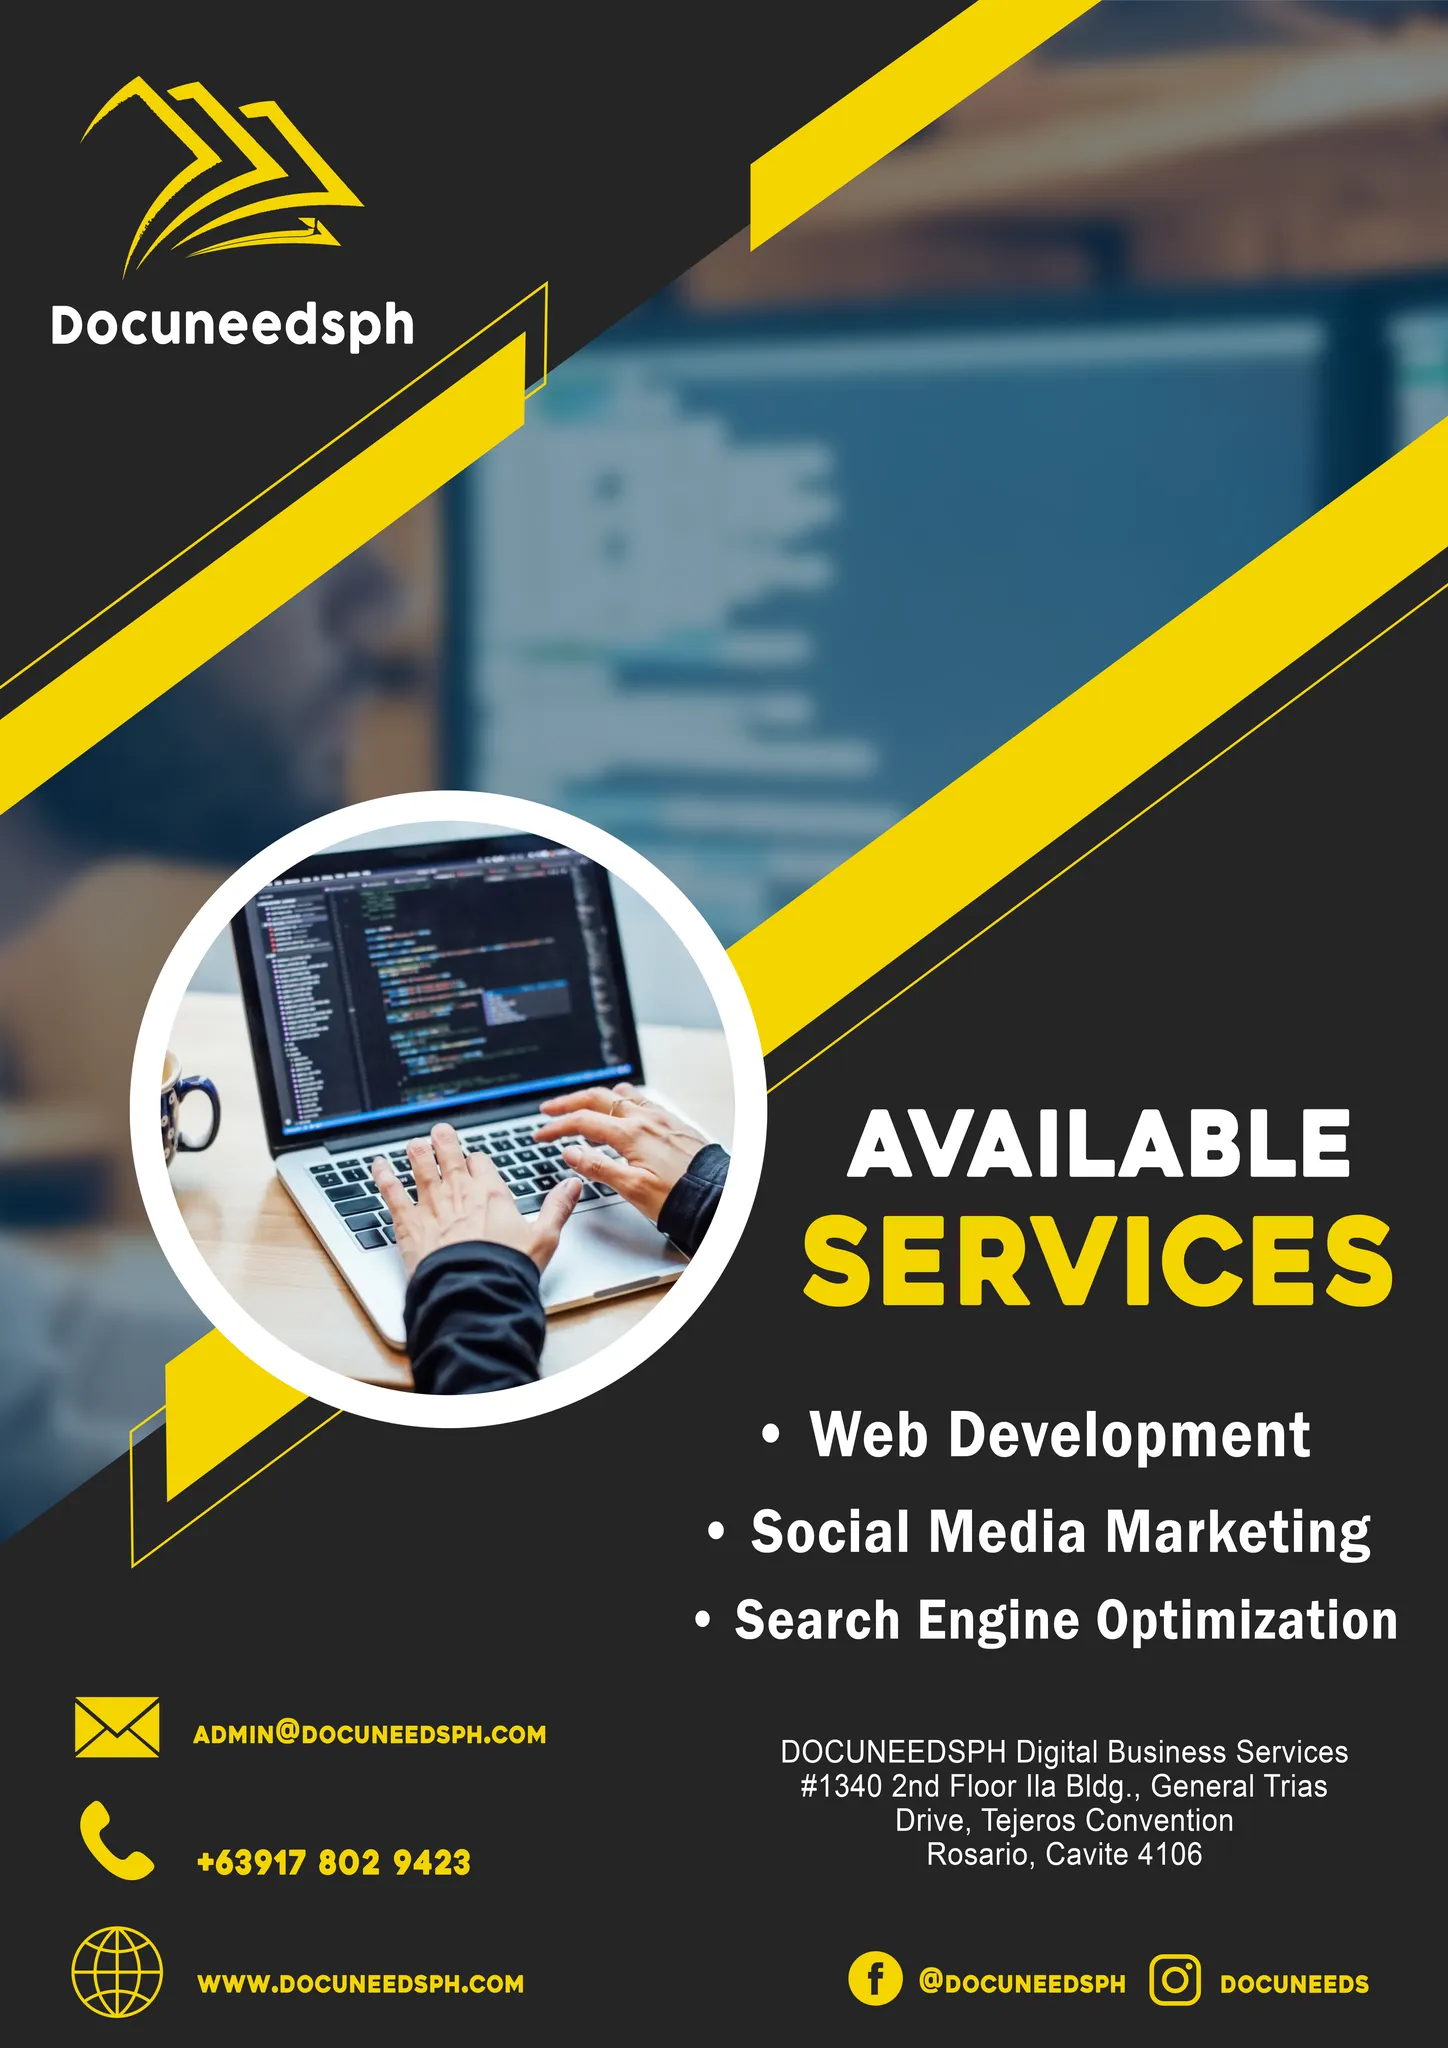 Docuneedsph
AVAILABLE
SERVICES
• Web Development
• Social Media Marketing
• Search Engine Optimization
ADMIN@DOCUNEEDSPH.COM
+63917 802 9423
WWW.DOCUNEEDSPH.COM
DOCUNEEDSPH Digital Business Services
#1340 2nd Floor Ila Bldg., General Trias
Drive, Tejeros Convention
Rosario, Cavite 4106
@DOCUNEEDSPH
DOCUNEEDS